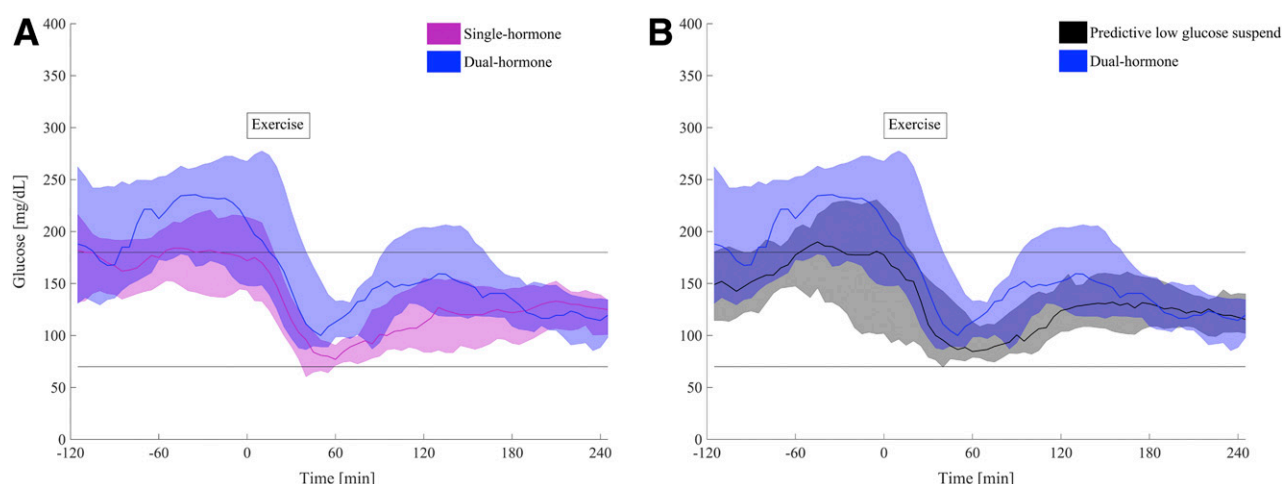 A
Single-hormone
Dual-hormone
Exercise
Glucose [mg/dL]
400
350
300
250
200
150
100
50
0
-120
-60
0
60
120
180
240
Time [min]
B
Predictive low glucose suspend
Dual-hormone
Exercise
400
350
300
250
200
150
100
50
0
-120
-60
0
60
120
180
240
Time [min]